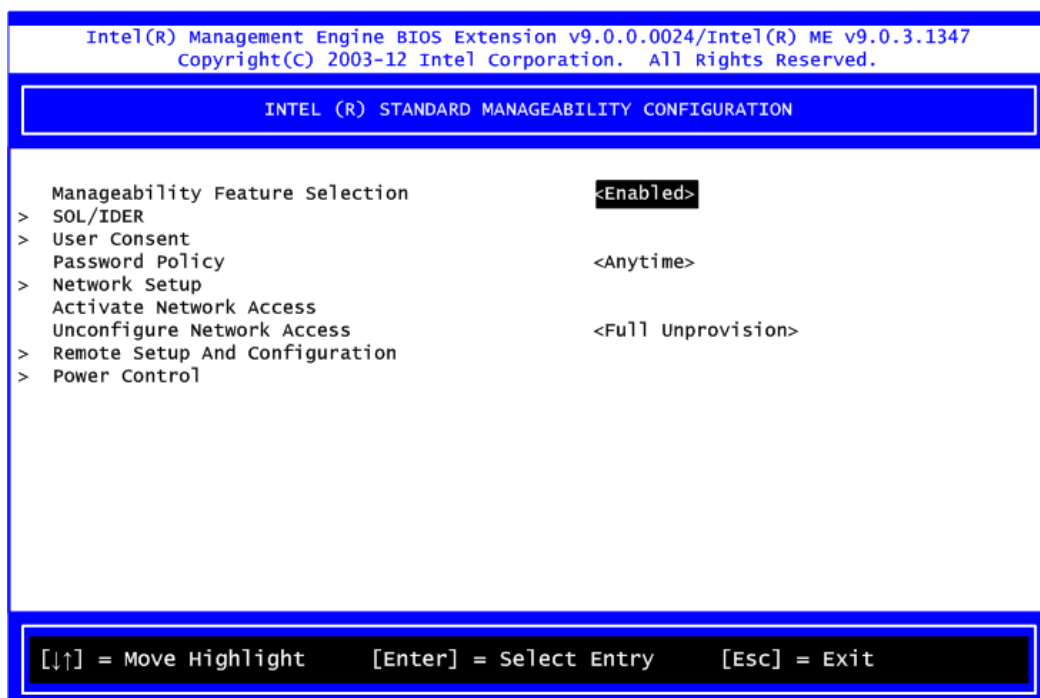 Intel(R) Management Engine BIOS Extension v9.0.0.0024/Intel(R) ME v9.0.3.1347
Copyright(C) 2003-12 Intel Corporation. All Rights Reserved.
INTEL (R) STANDARD MANAGEABILITY CONFIGURATION
Manageability Feature Selection <Enabled>
> SOL/IDER
> User Consent
Password Policy <Anytime>
> Network Setup
Activate Network Access
Unconfigure Network Access <Full Unprovision>
> Remote Setup And Configuration
> Power Control
[↓↑] = Move Highlight [Enter] = Select Entry [Esc] = Exit